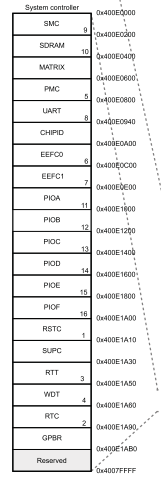 System controller
0x400E0000
SMC
9
0x400E0200
SDRAM
10
0x400E0400
MATRIX
0x400E0600
PMC
5
0x400E0800
UART
8
0x400E0940
CHIPID
0x400E0A00
EEFC0
6
0x400E0C00
EEFC1
7
0x400E0E00
PIOA
11
0x400E1000
PIOB
12
0x400E1200
PIOC
13
0x400E1400
PIOD
14
0x400E1600
PIOE
15
0x400E1800
PIOF
16
0x400E1A00
RSTC
1
0x400E1A10
SUPC
0x400E1A30
RTT
3
0x400E1A50
WDT
4
0x400E1A60
RTC
2
0x400E1A90
GPBR
0x400E1AB0
Reserved
0x4007FFFF